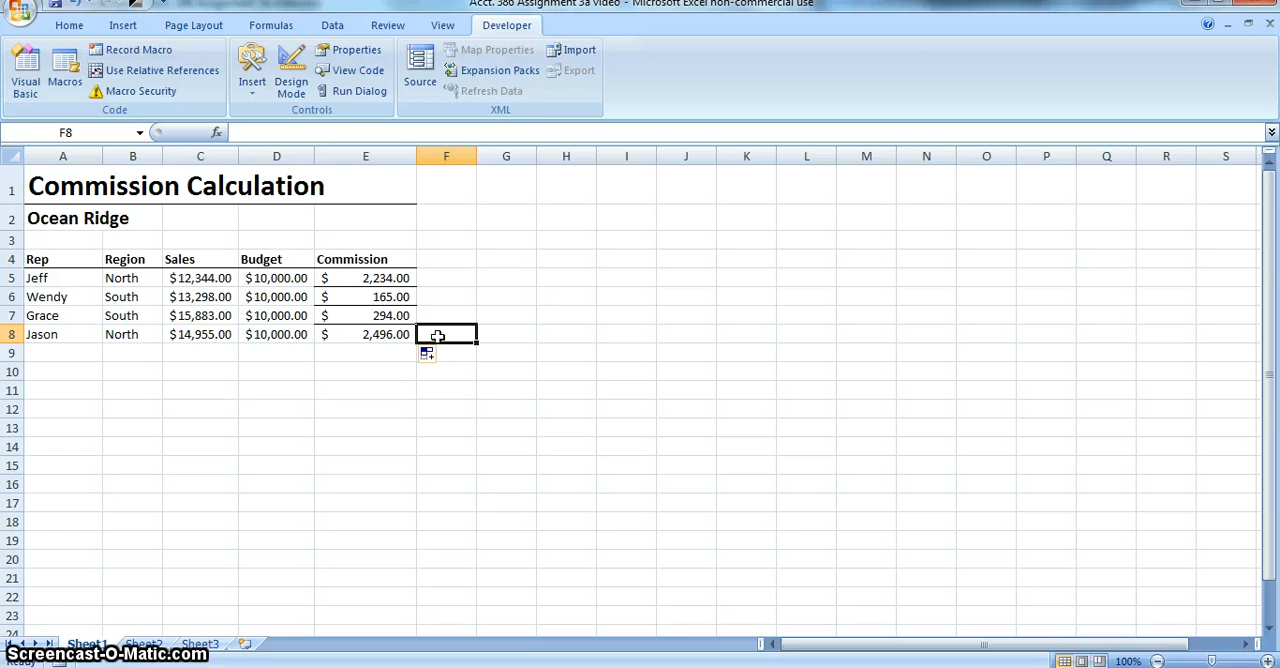 Acct. 386 Assignment 3a video - Microsoft Excel non-commercial use
Home Insert Page Layout Formulas Data Review View Developer
Visual Basic
Macros
Record Macro
Use Relative References
Macro Security
Code
Insert
Design Mode
Properties
View Code
Run Dialog
Controls
Source
Map Properties
Expansion Packs
Refresh Data
Import
Export
XML
F8 fx
A B C D E F G H I J K L M N O P Q R S
1 Commission Calculation
2 Ocean Ridge
3
4 Rep Region Sales Budget Commission
5 Jeff North $12,344.00 $10,000.00 $ 2,234.00
6 Wendy South $13,298.00 $10,000.00 $ 165.00
7 Grace South $15,883.00 $10,000.00 $ 294.00
8 Jason North $14,955.00 $10,000.00 $ 2,496.00
9
10
11
12
13
14
15
16
17
18
19
20
21
22
23
24
Sheet1 Sheet2 Sheet3
Screencast-O-Matic.com
Ready 100%